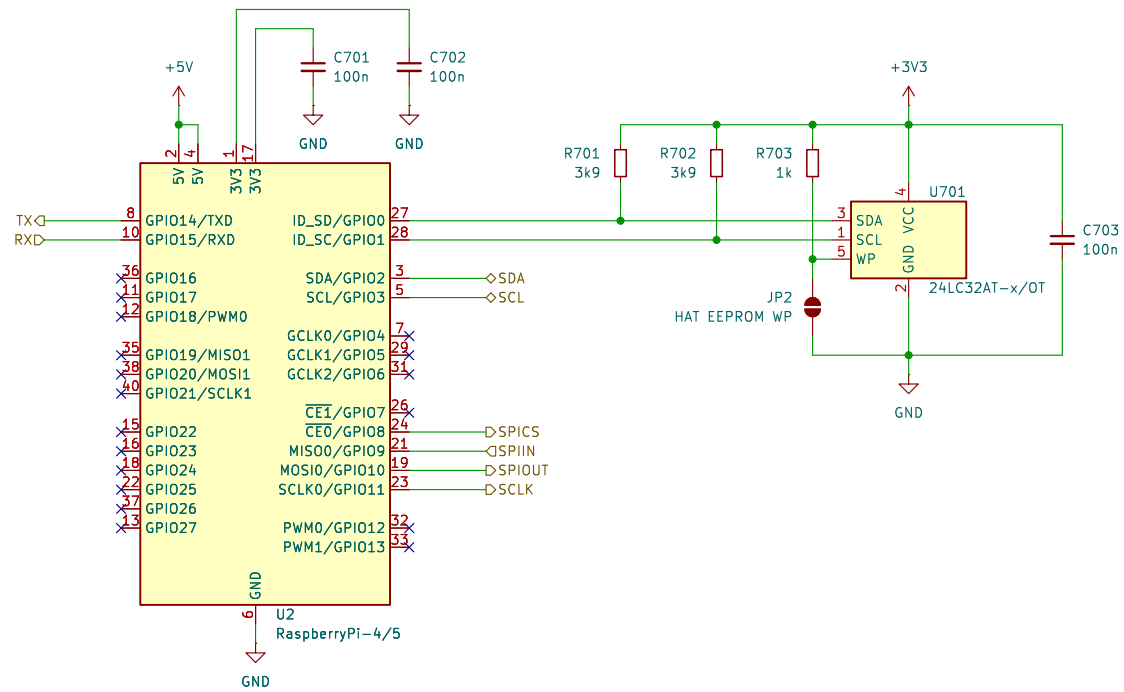 C701
100n
C702
100n
+5V
+3V3
GND
GND
2
4
1
17
5V
5V
3V3
3V3
R701
3k9
R702
3k9
R703
1k
4
U701
TX
8
GPIO14/TXD
ID_SD/GPIO0
27
3
SDA
VCC
RX
10
GPIO15/RXD
ID_SC/GPIO1
28
1
SCL
5
WP
GND
C703
100n
36
GPIO16
SDA/GPIO2
3
SDA
11
GPIO17
SCL/GPIO3
5
SCL
2
24LC32AT-x/OT
12
GPIO18/PWM0
JP2
HAT EEPROM WP
GCLK0/GPIO4
7
35
GPIO19/MISO1
GCLK1/GPIO5
29
38
GPIO20/MOSI1
GCLK2/GPIO6
31
40
GPIO21/SCLK1
GND
CE1/GPIO7
26
15
GPIO22
CE0/GPIO8
24
SPICS
16
GPIO23
MISO0/GPIO9
21
SPIIN
18
GPIO24
MOSI0/GPIO10
19
SPIOUT
22
GPIO25
SCLK0/GPIO11
23
SCLK
37
GPIO26
13
GPIO27
PWM0/GPIO12
32
PWM1/GPIO13
33
GND
6
U2
RaspberryPi-4/5
GND